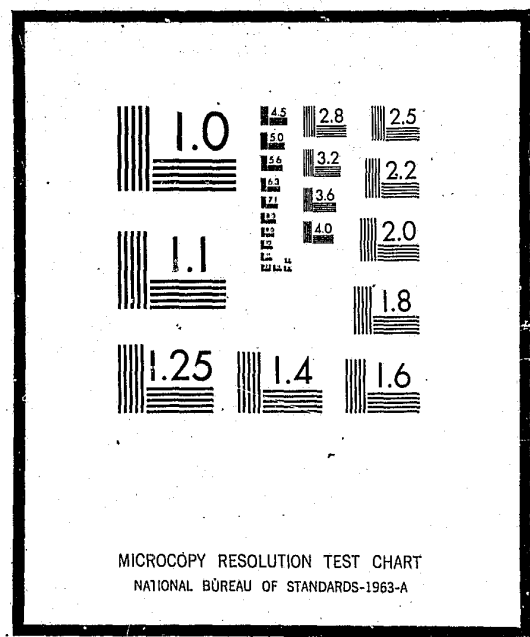 1.0
4.5 2.8 2.5
5.0
5.6 3.2 2.2
6.3
7.1 3.6
4.0 2.0
1.1
1.8
1.25 1.4 1.6
MICROCOPY RESOLUTION TEST CHART
NATIONAL BUREAU OF STANDARDS-1963-A